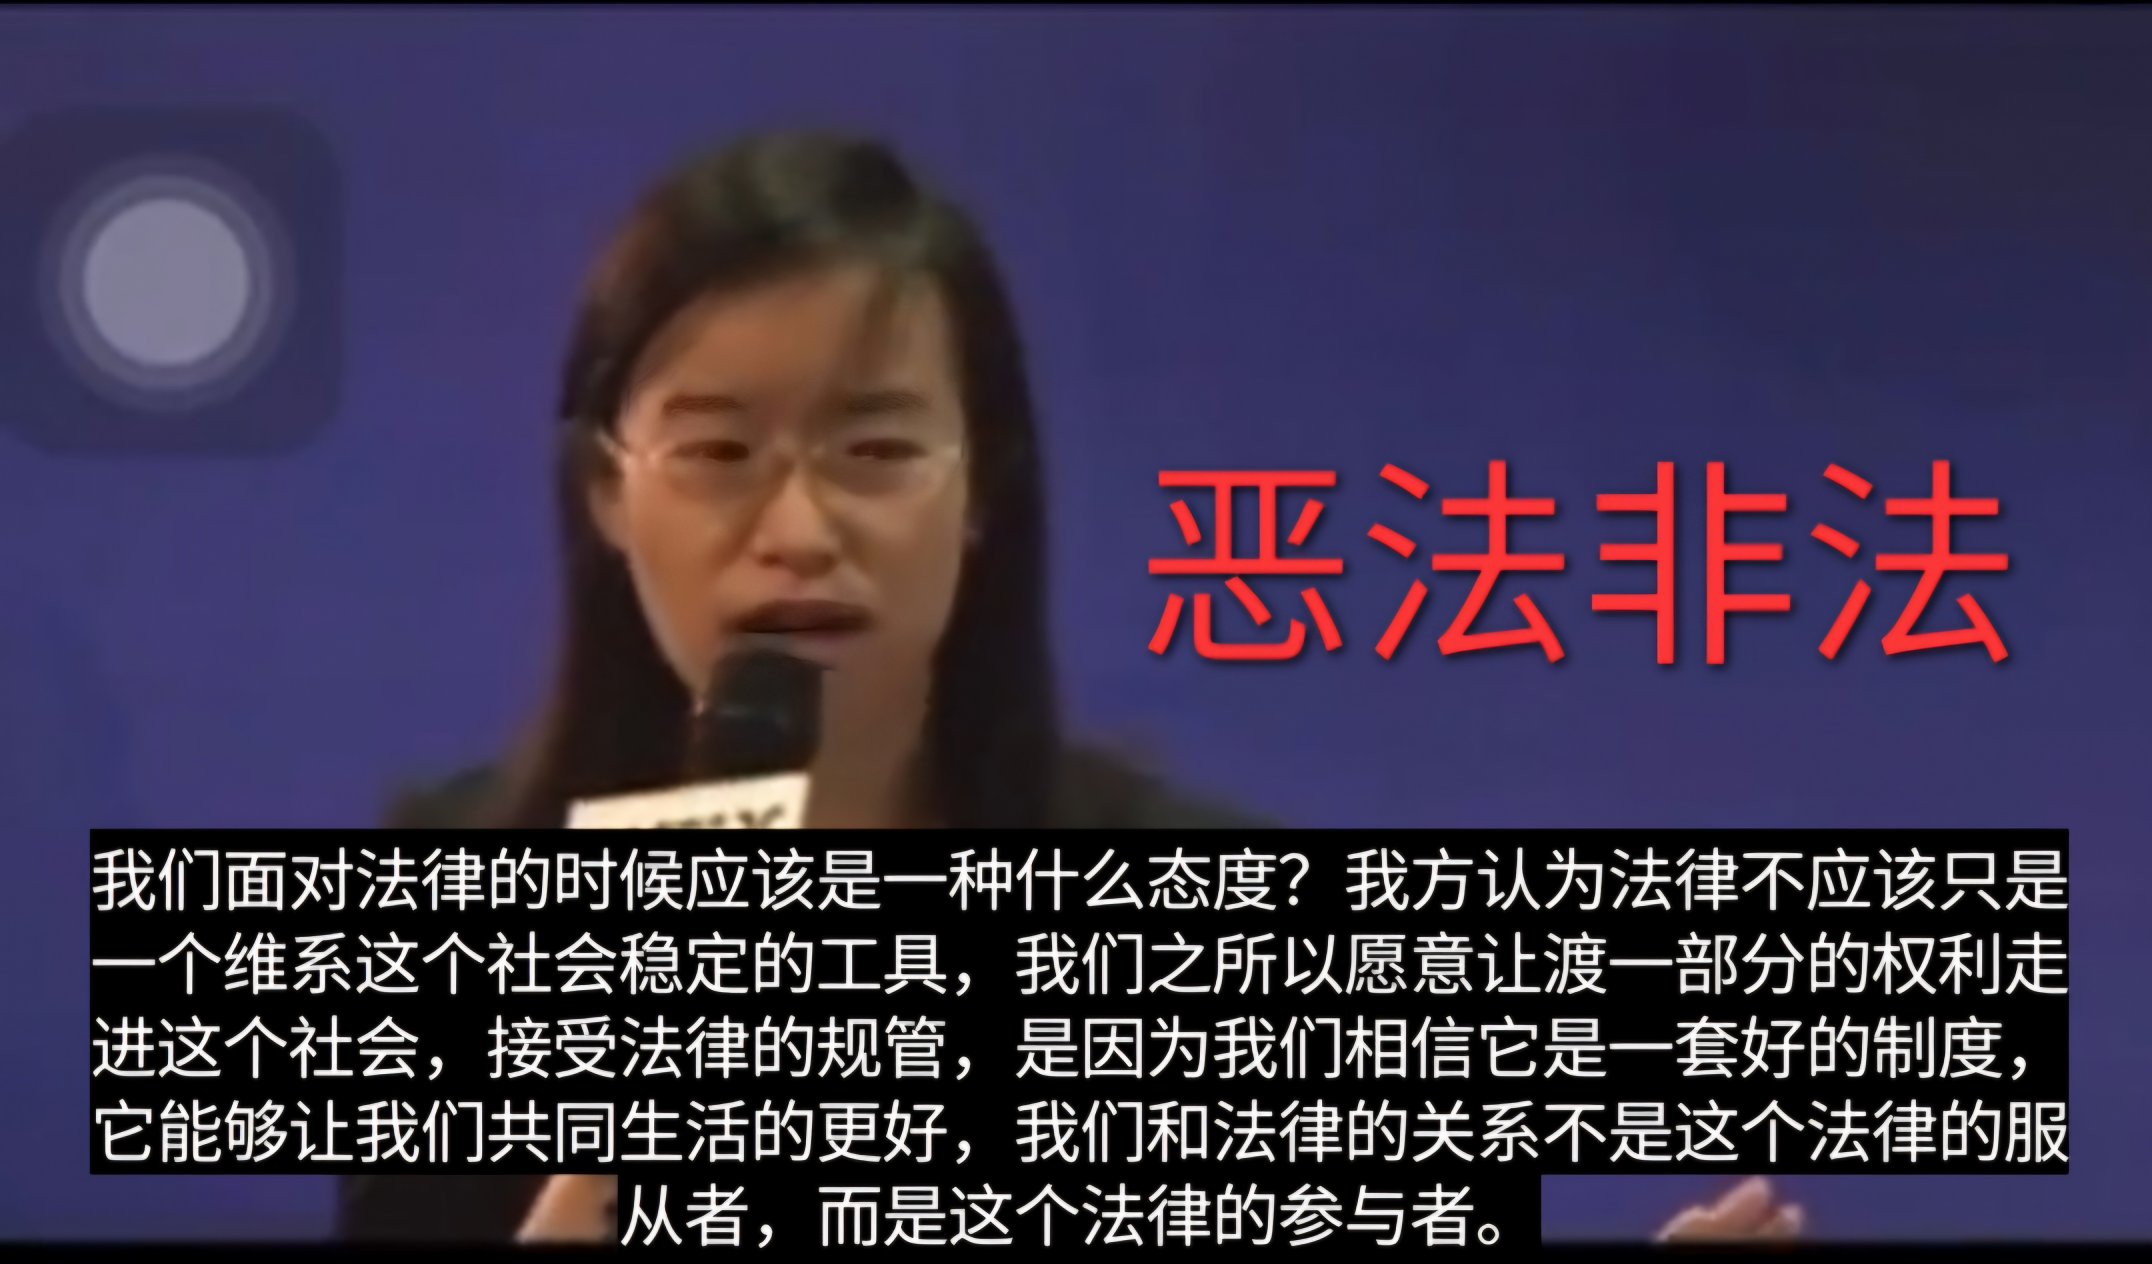 恶法非法
我们面对法律的时候应该是一种什么态度？我方认为法律不应该只是
一个维系这个社会稳定的工具，我们之所以愿意让渡一部分的权利走
进这个社会，接受法律的规管，是因为我们相信它是一套好的制度，
它能够让我们共同生活的更好，我们和法律的关系不是这个法律的服
从者，而是这个法律的参与者。